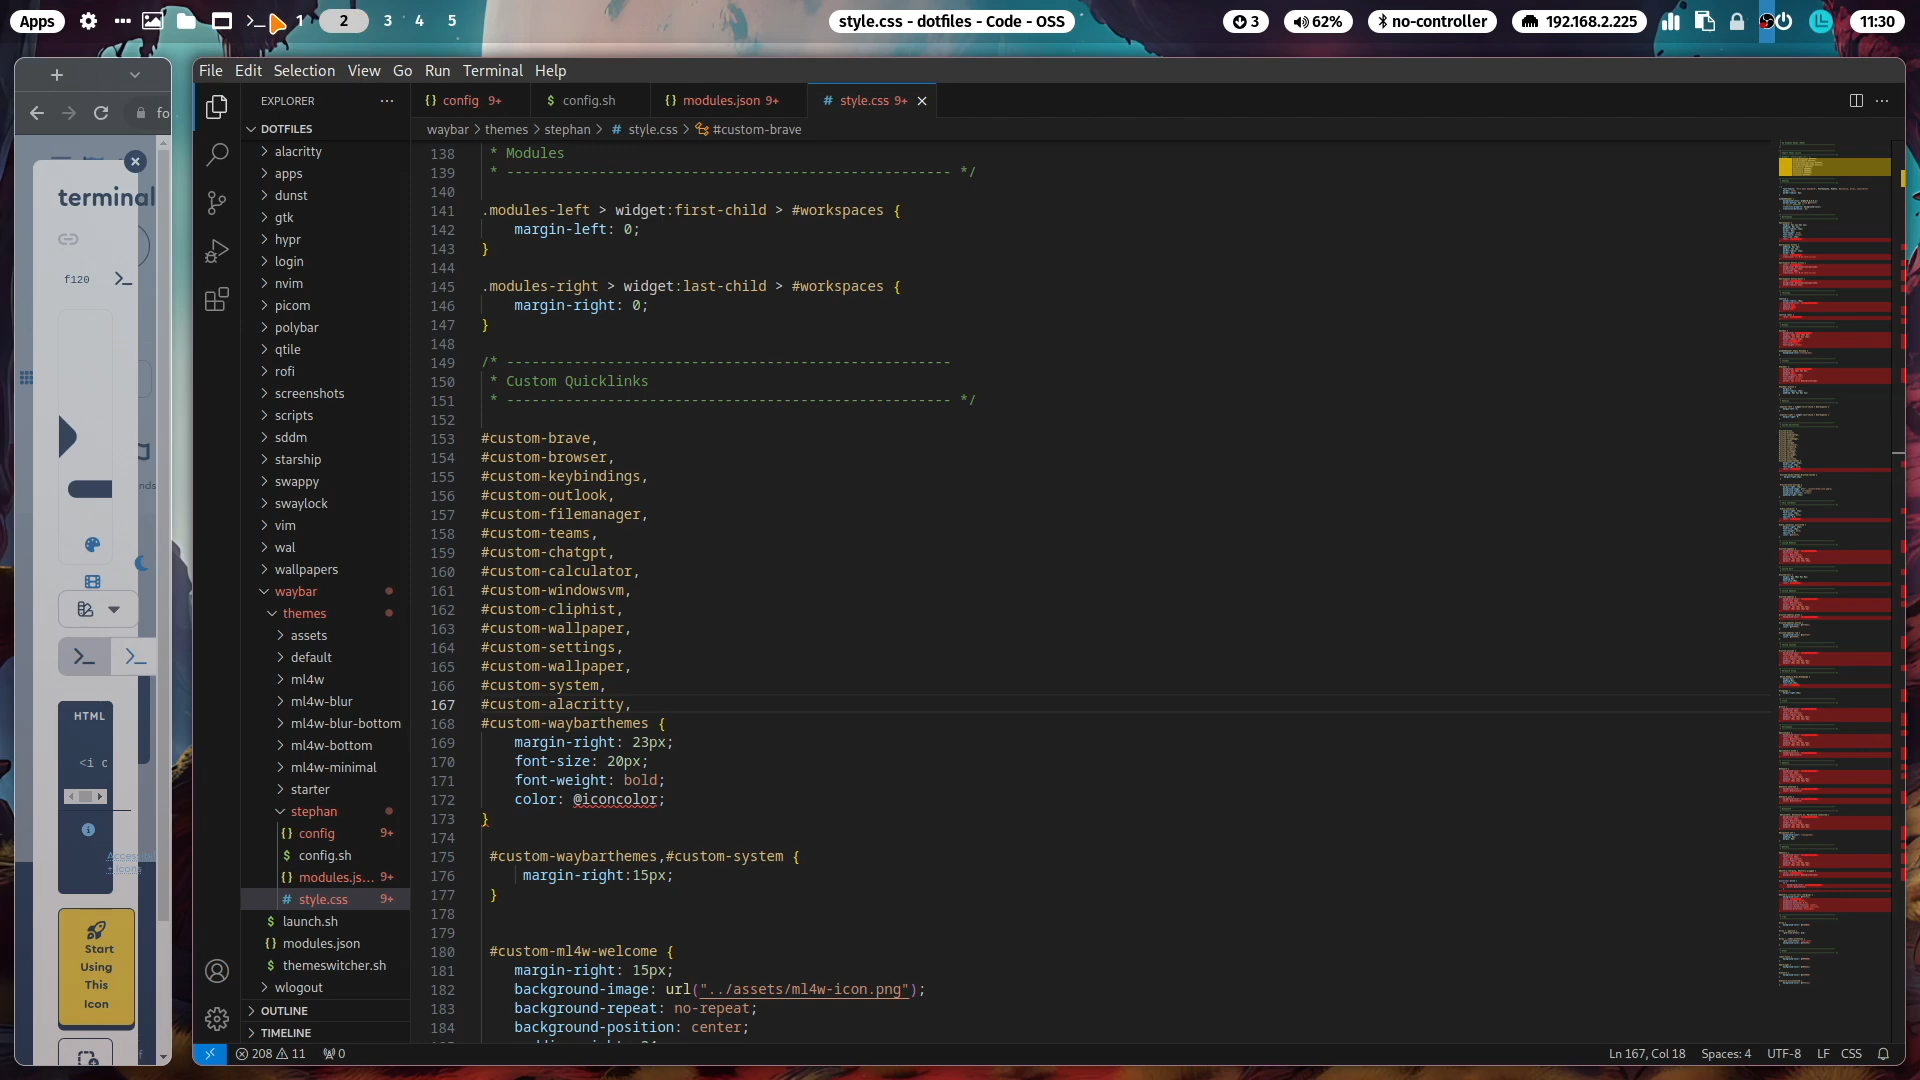 Apps
1
2
3
4
5
style.css - dotfiles - Code - OSS
3
62%
no-controller
192.168.2.225
11:30
fo
terminal
f120
nds
HTML
<i c
Start
Using
This
Icon
File Edit Selection View Go Run Terminal Help
EXPLORER
DOTFILES
alacritty
apps
dunst
gtk
hypr
login
nvim
picom
polybar
qtile
rofi
screenshots
scripts
sddm
starship
swappy
swaylock
vim
wal
wallpapers
waybar
themes
assets
default
ml4w
ml4w-blur
ml4w-blur-bottom
ml4w-bottom
ml4w-minimal
starter
stephan
config 9+
config.sh
modules.js... 9+
style.css 9+
launch.sh
modules.json
themeswitcher.sh
wlogout
OUTLINE
TIMELINE
config 9+
config.sh
modules.json 9+
style.css 9+
waybar > themes > stephan > # style.css > #custom-brave
138 * Modules
139 * ----------------------------------------------------- */
140
141 .modules-left > widget:first-child > #workspaces {
142 margin-left: 0;
143 }
144
145 .modules-right > widget:last-child > #workspaces {
146 margin-right: 0;
147 }
148
149 /* -----------------------------------------------------
150 * Custom Quicklinks
151 * ----------------------------------------------------- */
152
153 #custom-brave,
154 #custom-browser,
155 #custom-keybindings,
156 #custom-outlook,
157 #custom-filemanager,
158 #custom-teams,
159 #custom-chatgpt,
160 #custom-calculator,
161 #custom-windowsvm,
162 #custom-cliphist,
163 #custom-wallpaper,
164 #custom-settings,
165 #custom-wallpaper,
166 #custom-system,
167 #custom-alacritty,
168 #custom-waybarthemes {
169 margin-right: 23px;
170 font-size: 20px;
171 font-weight: bold;
172 color: @iconcolor;
173 }
174
175 #custom-waybarthemes,#custom-system {
176 margin-right:15px;
177 }
178
179
180 #custom-ml4w-welcome {
181 margin-right: 15px;
182 background-image: url("../assets/ml4w-icon.png");
183 background-repeat: no-repeat;
184 background-position: center;
208 11 0
Ln 167, Col 18 Spaces: 4 UTF-8 LF CSS